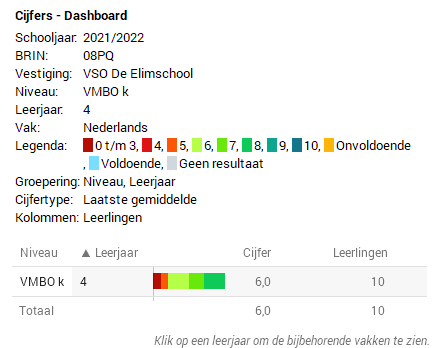 Cijfers - Dashboard
Schooljaar: 2021/2022
BRIN: 08PQ
Vestiging: VSO De Elimschool
Niveau: VMBO k
Leerjaar: 4
Vak: Nederlands
Legenda: 0 t/m 3, 4, 5, 6, 7, 8, 9, 10, Onvoldoende
, Voldoende, Geen resultaat
Groepering: Niveau, Leerjaar
Cijfertype: Laatste gemiddelde
Kolommen: Leerlingen
Niveau ▲ Leerjaar Cijfer Leerlingen
VMBO k 4 6,0 10
Totaal 6,0 10
Klik op een leerjaar om de bijbehorende vakken te zien.